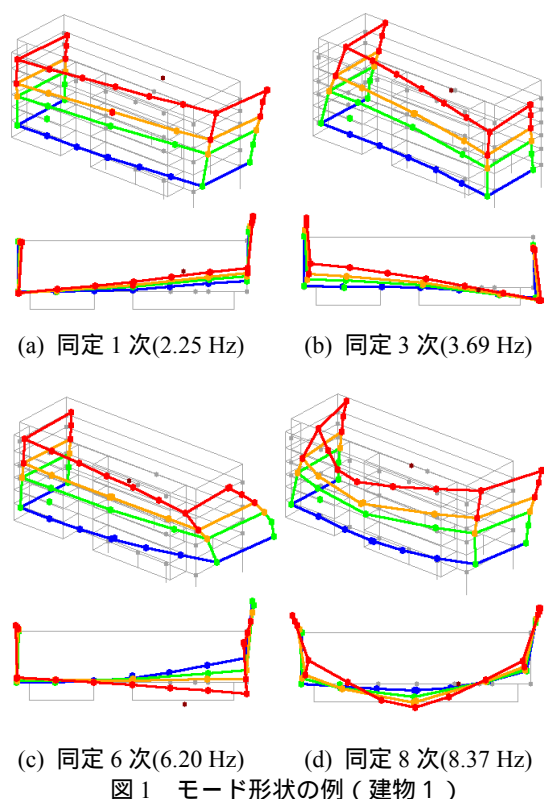 (a) 同定 1 次(2.25 Hz)
(b) 同定 3 次(3.69 Hz)
(c) 同定 6 次(6.20 Hz)
(d) 同定 8 次(8.37 Hz)
図 1 モード形状の例（建物 1）